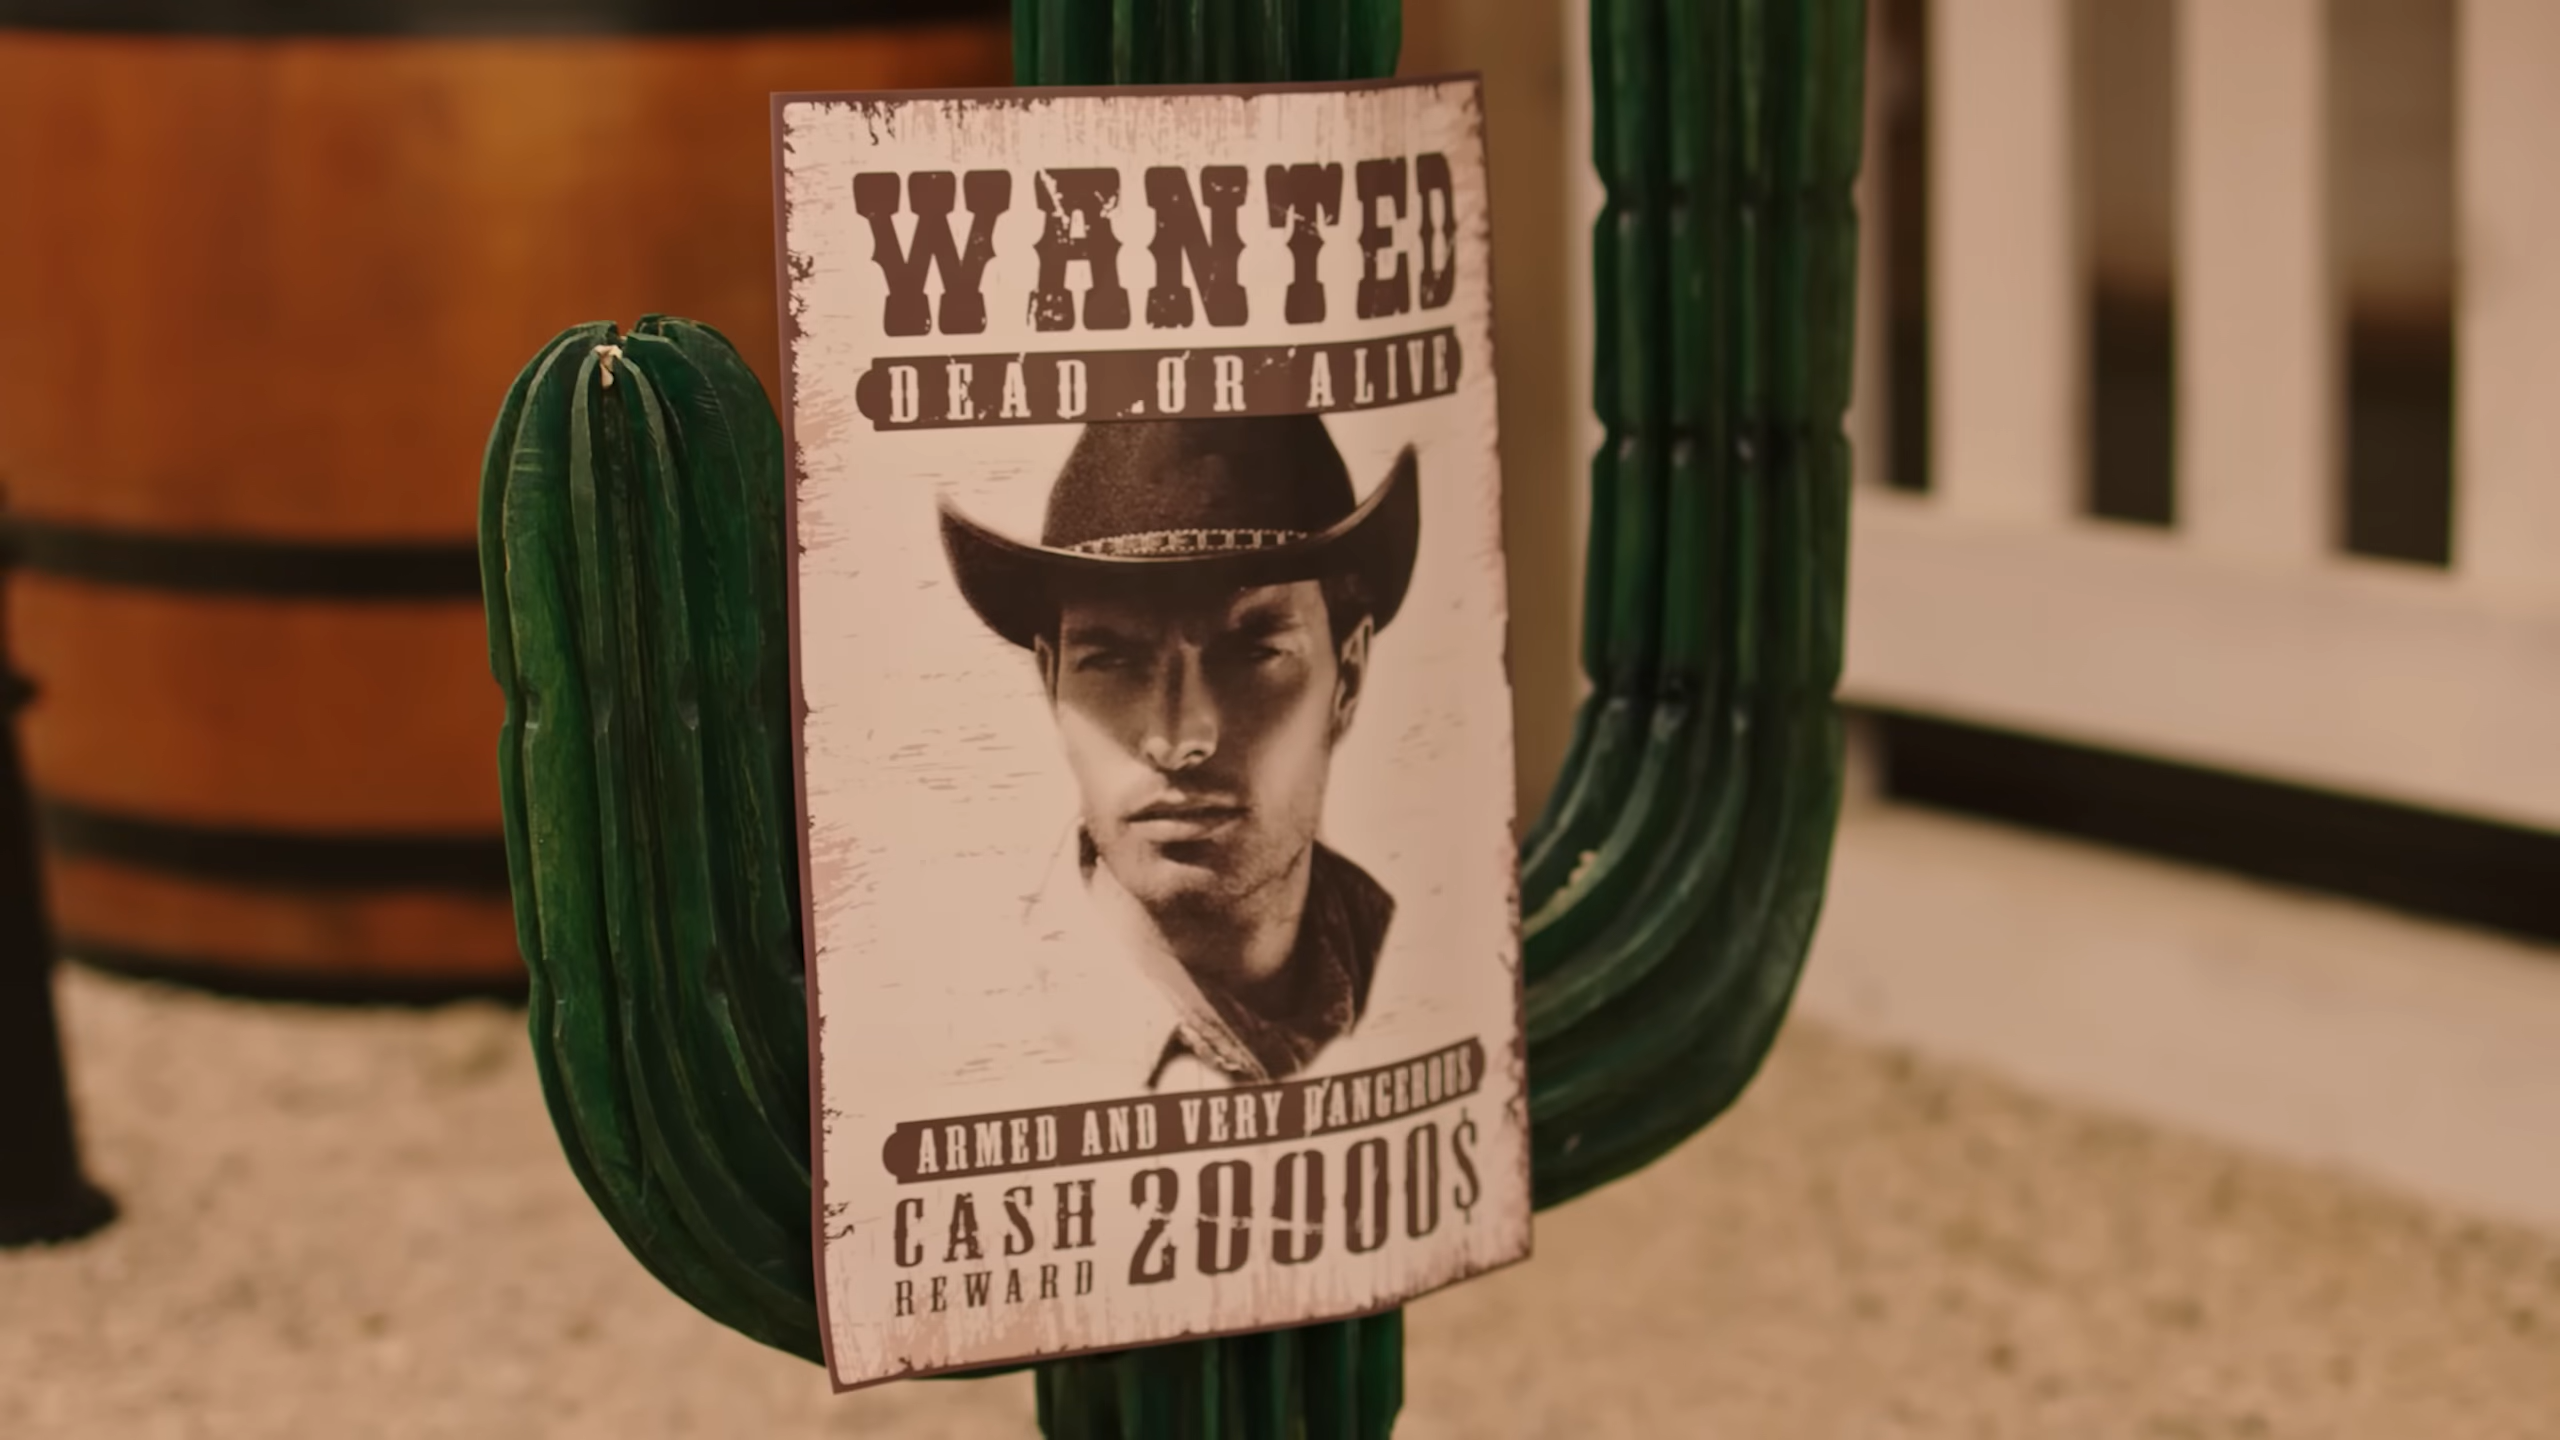 WANTED
DEAD OR ALIVE
ARMED AND VERY DANGEROUS
CASH 20000$
REWARD